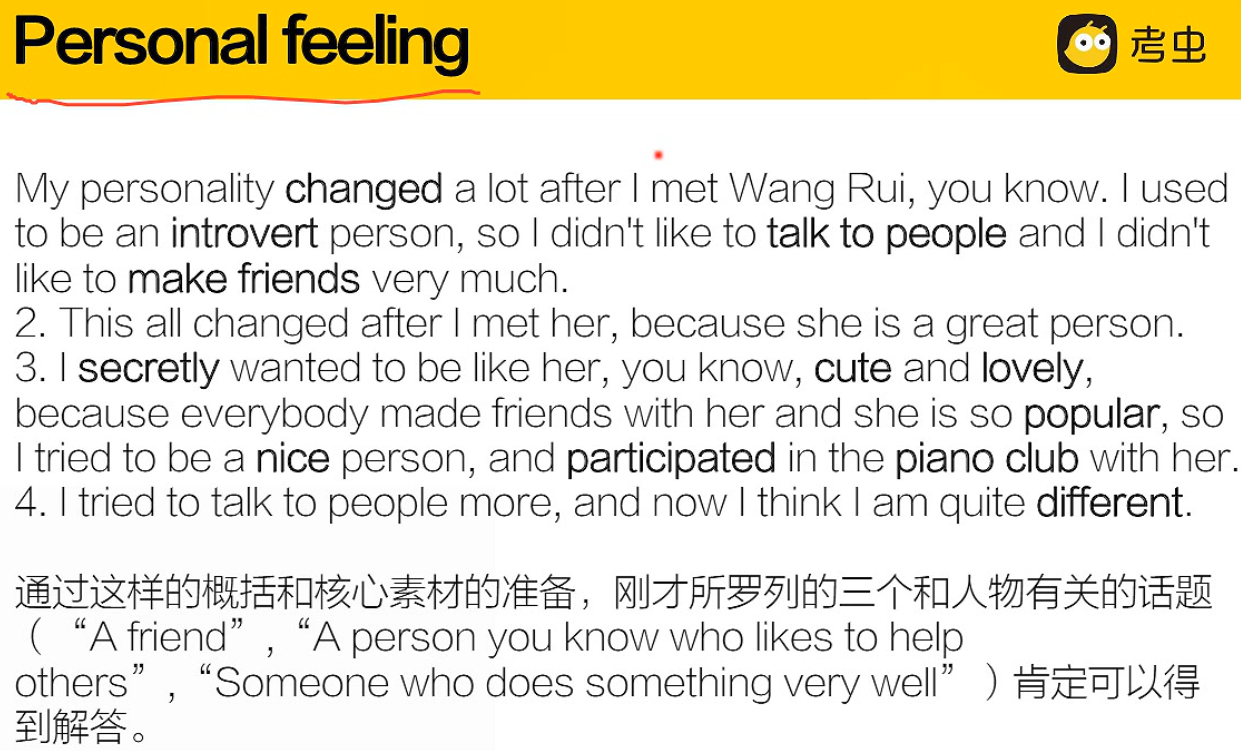 Personal feeling
考虫
My personality changed a lot after I met Wang Rui, you know. I used
to be an introvert person, so I didn't like to talk to people and I didn't
like to make friends very much.
2. This all changed after I met her, because she is a great person.
3. I secretly wanted to be like her, you know, cute and lovely,
because everybody made friends with her and she is so popular, so
I tried to be a nice person, and participated in the piano club with her.
4. I tried to talk to people more, and now I think I am quite different.
通过这样的概括和核心素材的准备，刚才所罗列的三个和人物有关的话题
（“A friend”,“A person you know who likes to help
others”,“Someone who does something very well”）肯定可以得
到解答。